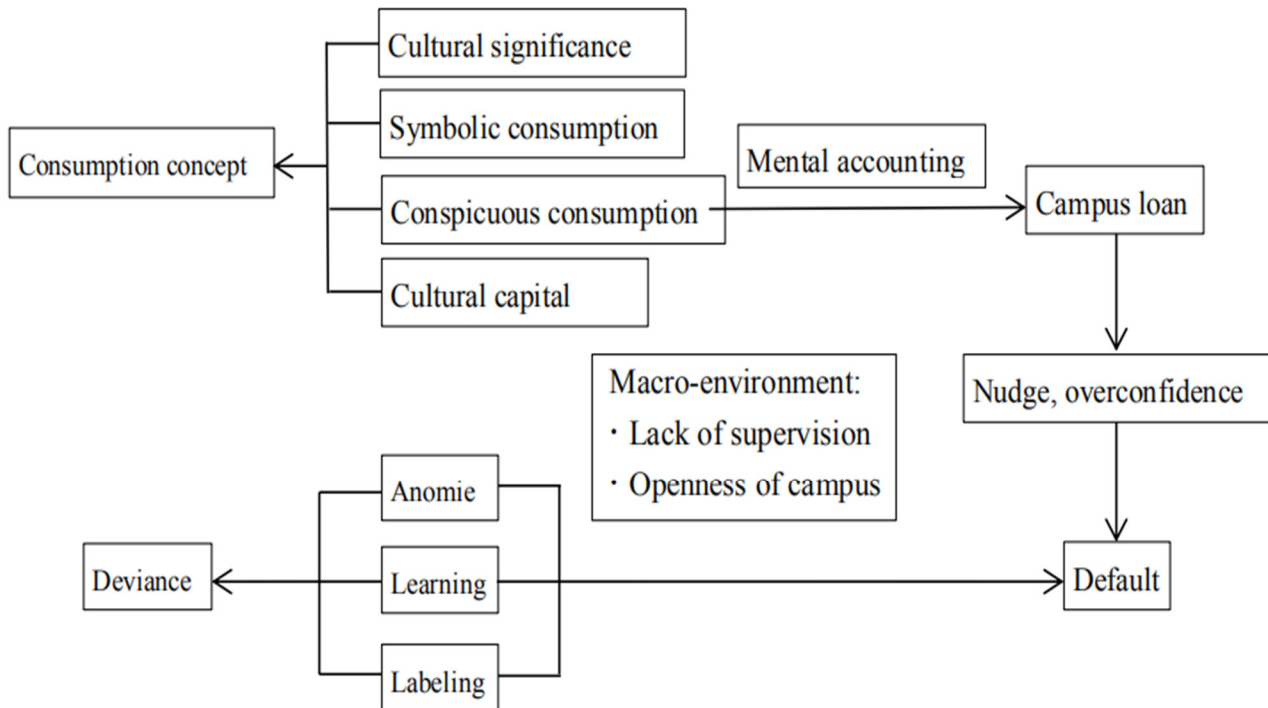 Cultural significance
Symbolic consumption
Consumption concept
Mental accounting
Conspicuous consumption
Campus loan
Cultural capital
Macro-environment:
· Lack of supervision
· Openness of campus
Nudge, overconfidence
Anomie
Deviance
Learning
Default
Labeling